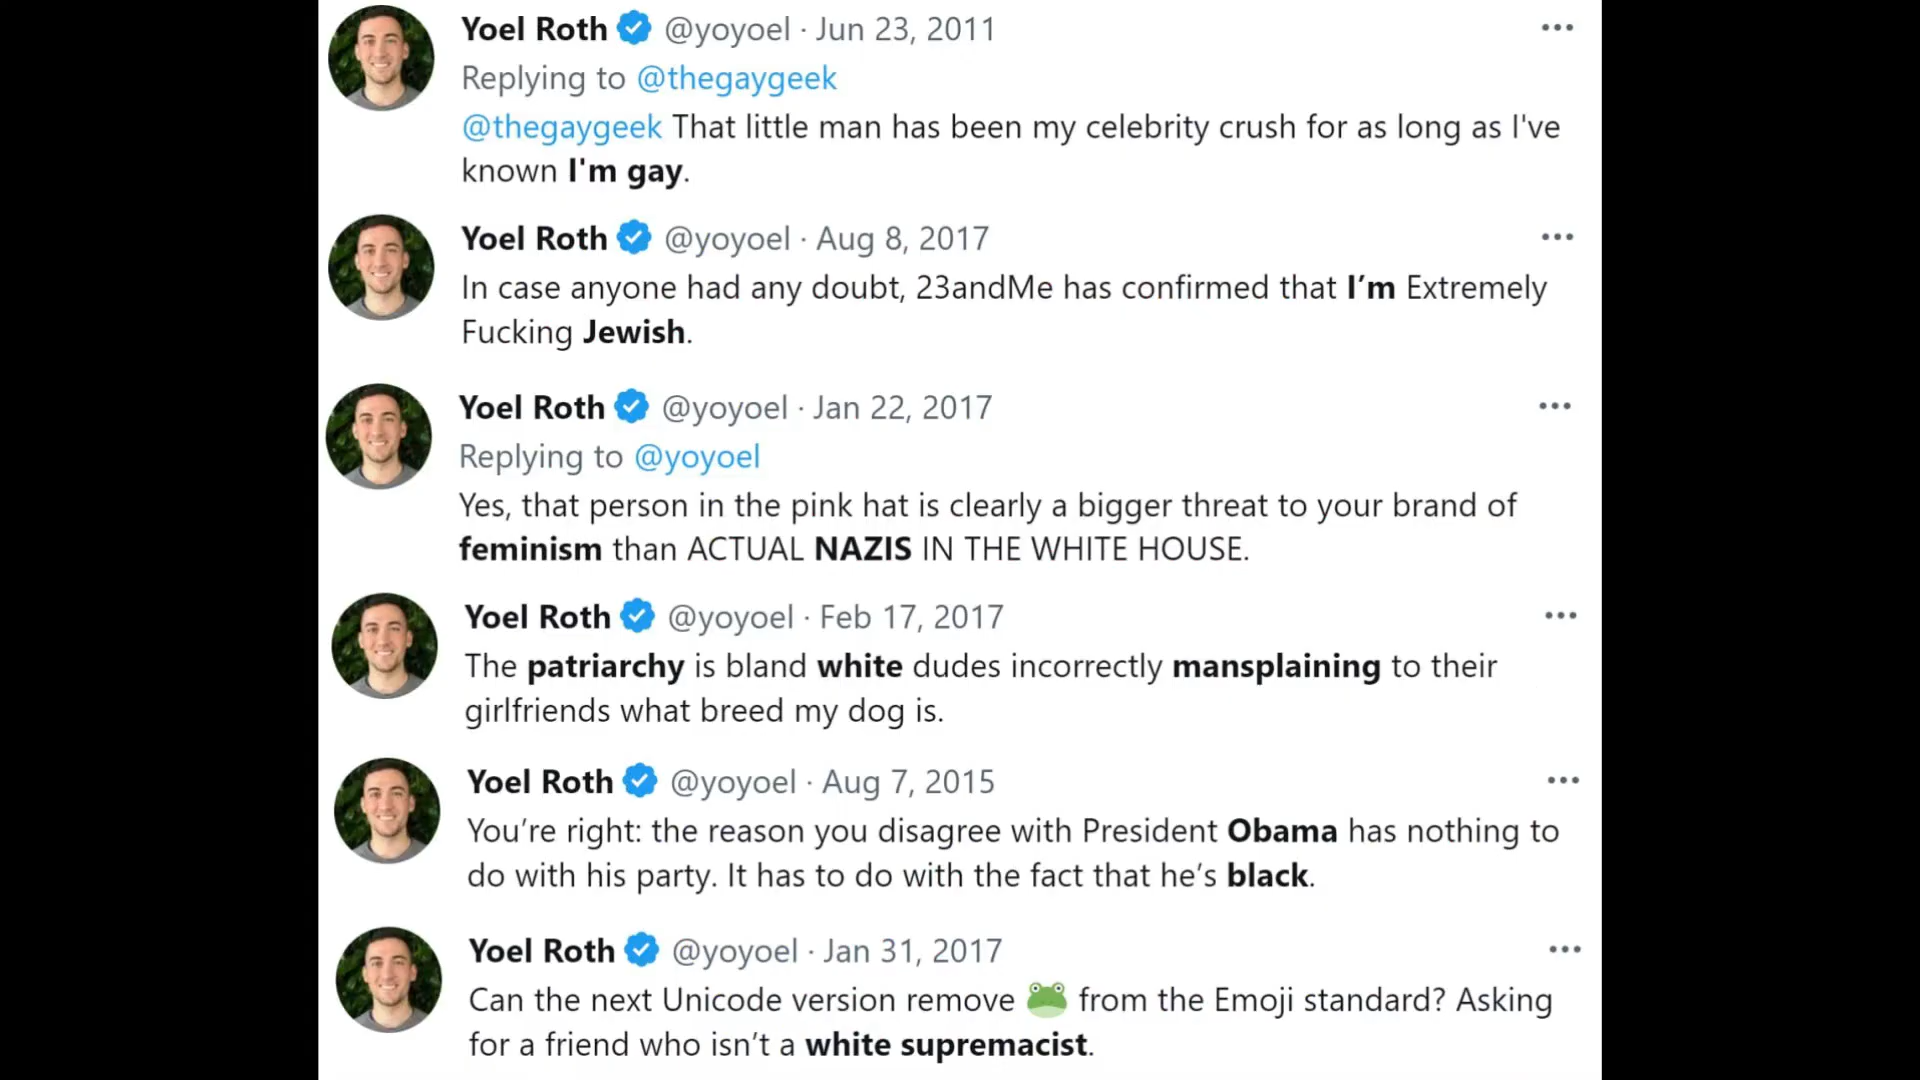 Yoel Roth @yoyoel · Jun 23, 2011
Replying to @thegaygeek
@thegaygeek That little man has been my celebrity crush for as long as I've
known I'm gay.
Yoel Roth @yoyoel · Aug 8, 2017
In case anyone had any doubt, 23andMe has confirmed that I’m Extremely
Fucking Jewish.
Yoel Roth @yoyoel · Jan 22, 2017
Replying to @yoyoel
Yes, that person in the pink hat is clearly a bigger threat to your brand of
feminism than ACTUAL NAZIS IN THE WHITE HOUSE.
Yoel Roth @yoyoel · Feb 17, 2017
The patriarchy is bland white dudes incorrectly mansplaining to their
girlfriends what breed my dog is.
Yoel Roth @yoyoel · Aug 7, 2015
You’re right: the reason you disagree with President Obama has nothing to
do with his party. It has to do with the fact that he’s black.
Yoel Roth @yoyoel · Jan 31, 2017
Can the next Unicode version remove 🐸 from the Emoji standard? Asking
for a friend who isn’t a white supremacist.